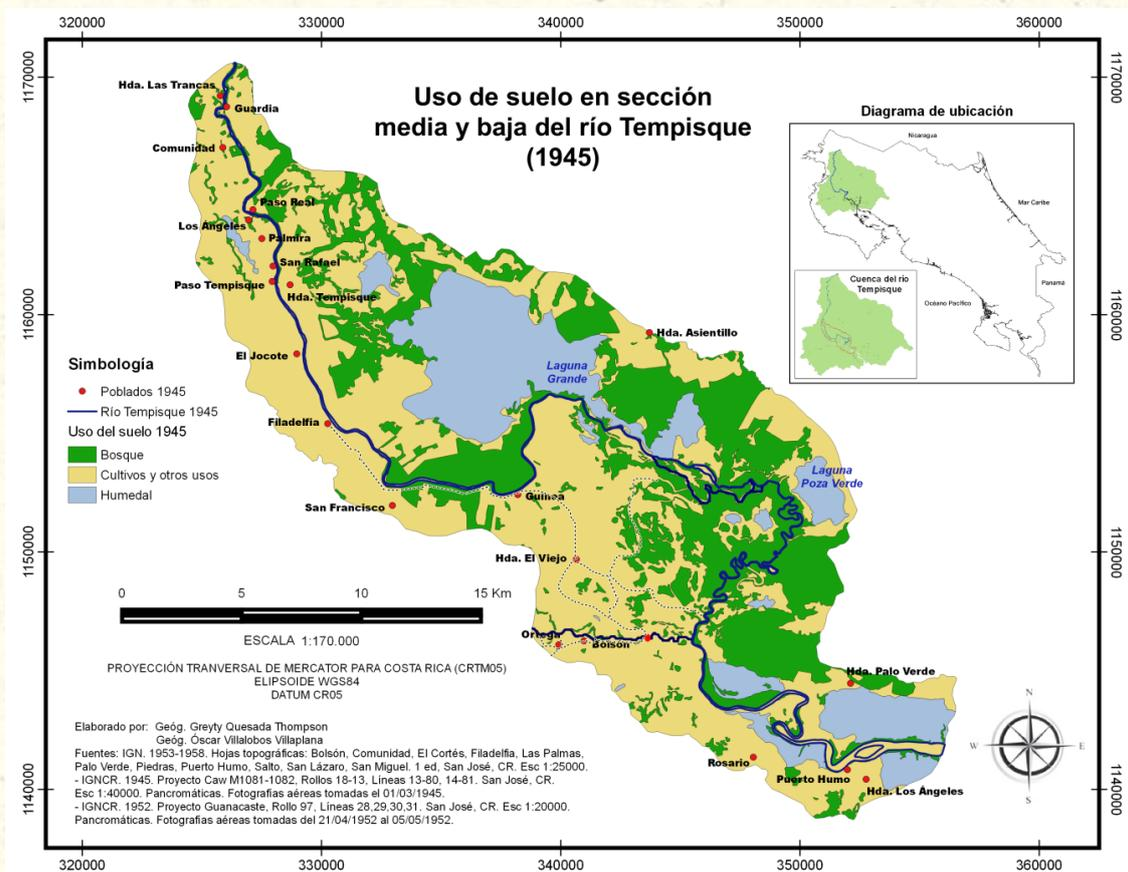 320000
330000
340000
350000
360000
1170000
1170000
Uso de suelo en sección
media y baja del río Tempisque
(1945)
Diagrama de ubicación
Nicaragua
Mar Caribe
Panamá
Océano Pacífico
Cuenca del río
Tempisque
Hda. Las Trancas
Guardia
Comunidad
Paso Real
Los Ángeles
Palmira
San Rafael
Paso Tempisque
Hda. Tempisque
1160000
1160000
Hda. Asientillo
El Jocote
Laguna
Grande
Filadelfia
Laguna
Poza Verde
Guinea
San Francisco
Simbología
Poblados 1945
Río Tempisque 1945
Uso del suelo 1945
Bosque
Cultivos y otros usos
Humedal
1150000
1150000
Hda. El Viejo
Ortega
Bolsón
Hda. Palo Verde
Rosario
Puerto Humo
Hda. Los Ángeles
0 5 10 15 Km
ESCALA 1:170.000
PROYECCIÓN TRANVERSAL DE MERCATOR PARA COSTA RICA (CRTM05)
ELIPSOIDE WGS84
DATUM CR05
Elaborado por: Geóg. Greyty Quesada Thompson
Geóg. Óscar Villalobos Villaplana
Fuentes: IGN. 1953-1958. Hojas topográficas: Bolsón, Comunidad, El Cortés, Filadelfia, Las Palmas,
Palo Verde, Piedras, Puerto Humo, Salto, San Lázaro, San Miguel. 1 ed, San José, CR. Esc 1:25000.
- IGNCR. 1945. Proyecto Caw M1081-1082, Rollos 18-13, Líneas 13-80, 14-81. San José, CR.
Esc 1:40000. Pancromáticas. Fotografías aéreas tomadas el 01/03/1945.
- IGNCR. 1952. Proyecto Guanacaste, Rollo 97, Líneas 28,29,30,31. San José, CR. Esc 1:20000.
Pancromáticas. Fotografías aéreas tomadas del 21/04/1952 al 05/05/1952.
N
W
E
S
1140000
1140000
320000
330000
340000
350000
360000